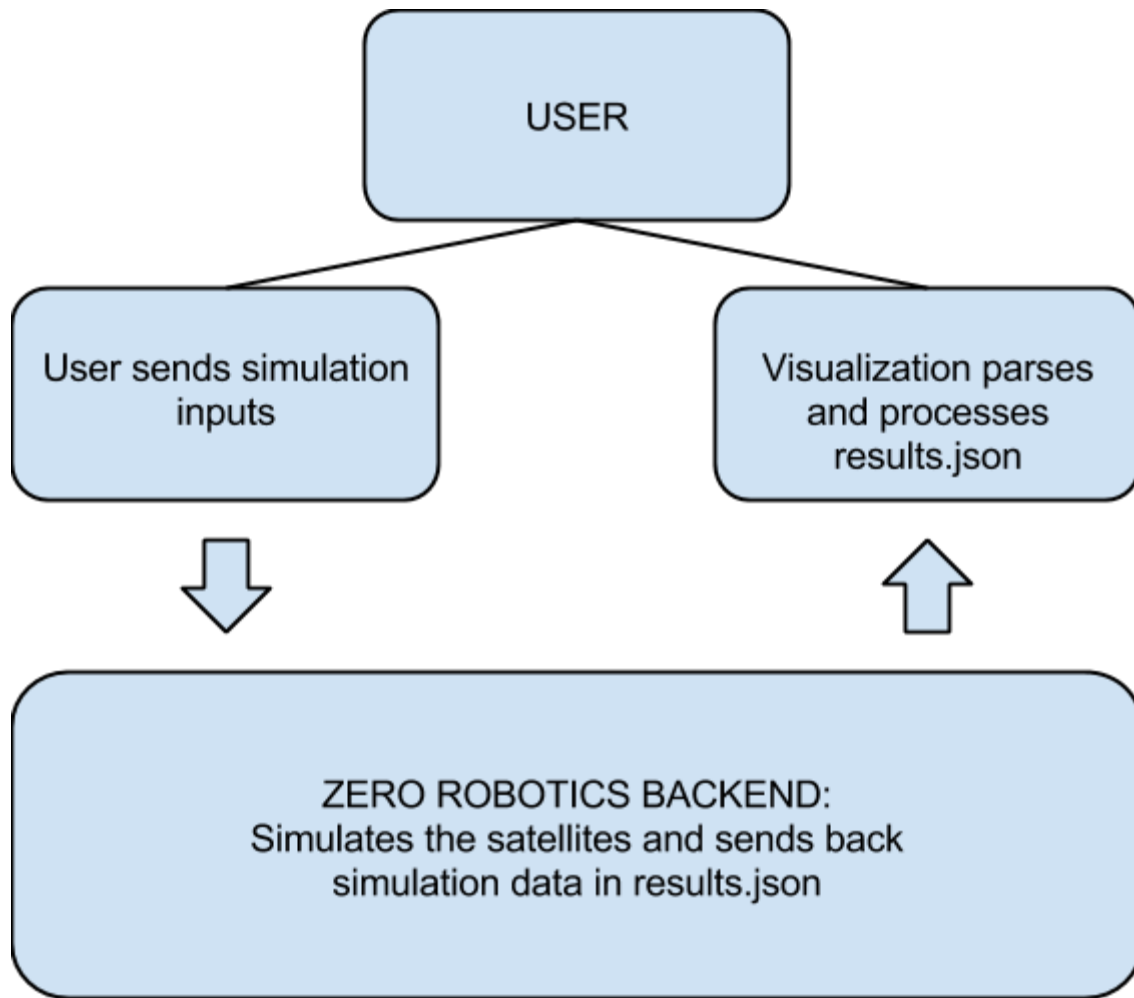 USER
User sends simulation
inputs
Visualization parses
and processes
results.json
ZERO ROBOTICS BACKEND:
Simulates the satellites and sends back
simulation data in results.json